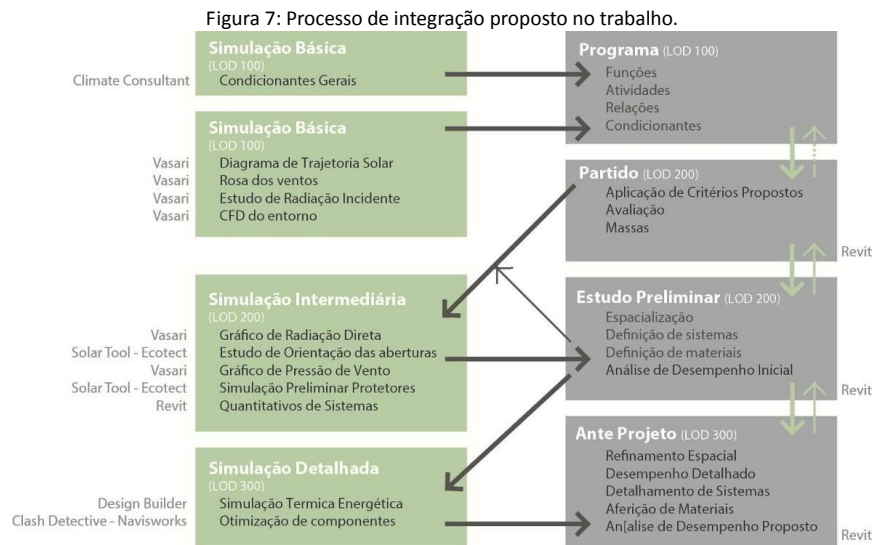 Figura 7: Processo de integração proposto no trabalho.
Simulação Básica
(LOD 100)
Climate Consultant
Condicionantes Gerais
Programa (LOD 100)
Funções
Atividades
Relações
Condicionantes
Simulação Básica
(LOD 100)
Vasari
Diagrama de Trajetoria Solar
Vasari
Rosa dos ventos
Vasari
Estudo de Radiação Incidente
Vasari
CFD do entorno
Partido (LOD 200)
Aplicação de Critérios Propostos
Avaliação
Massas
Revit
Simulação Intermediária
(LOD 200)
Vasari
Gráfico de Radiação Direta
Solar Tool - Ecotect
Estudo de Orientação das aberturas
Vasari
Gráfico de Pressão de Vento
Solar Tool - Ecotect
Simulação Preliminar Protetores
Revit
Quantitativos de Sistemas
Estudo Preliminar (LOD 200)
Espacialização
Definição de sistemas
Definição de materiais
Análise de Desempenho Inicial
Revit
Simulação Detalhada
(LOD 300)
Design Builder
Simulação Termica Energética
Clash Detective - Navisworks
Otimização de componentes
Ante Projeto (LOD 300)
Refinamento Espacial
Desempenho Detalhado
Detalhamento de Sistemas
Aferição de Materiais
An[alise de Desempenho Proposto
Revit